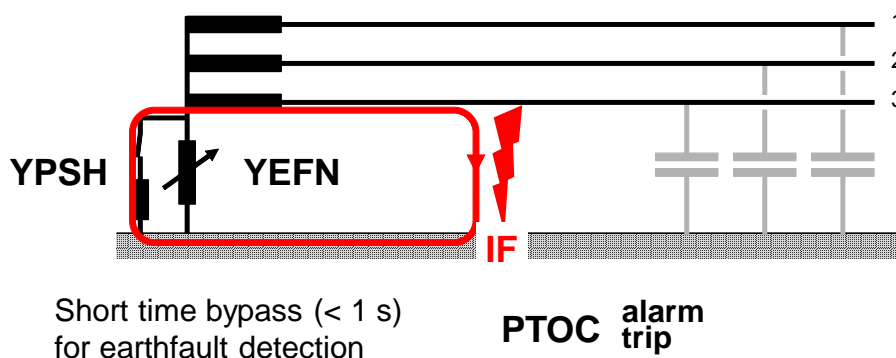 1
2
3
YPSH
YEFN
IF
Short time bypass (< 1 s)
for earthfault detection
PTOC alarm
trip